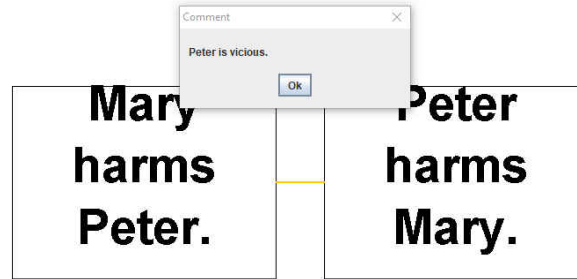 Comment
Peter is vicious.
Ok
Mary
harms
Peter.
Peter
harms
Mary.